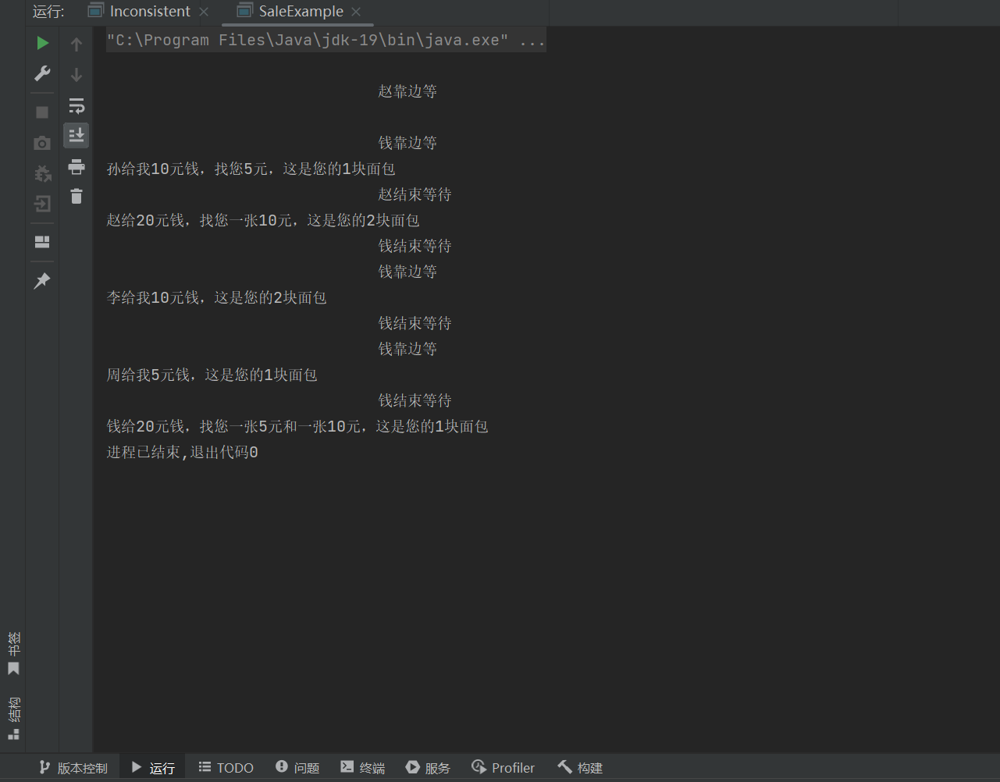 运行: Inconsistent SaleExample
"C:\Program Files\Java\jdk-19\bin\java.exe" ...
赵靠边等
钱靠边等
孙给我10元钱，找您5元，这是您的1块面包
赵结束等待
赵给20元钱，找您一张10元，这是您的2块面包
钱结束等待
钱靠边等
李给我10元钱，这是您的2块面包
钱结束等待
钱靠边等
周给我5元钱，这是您的1块面包
钱结束等待
钱给20元钱，找您一张5元和一张10元，这是您的1块面包
进程已结束,退出代码0
书签
结构
版本控制 运行 TODO 问题 终端 服务 Profiler 构建